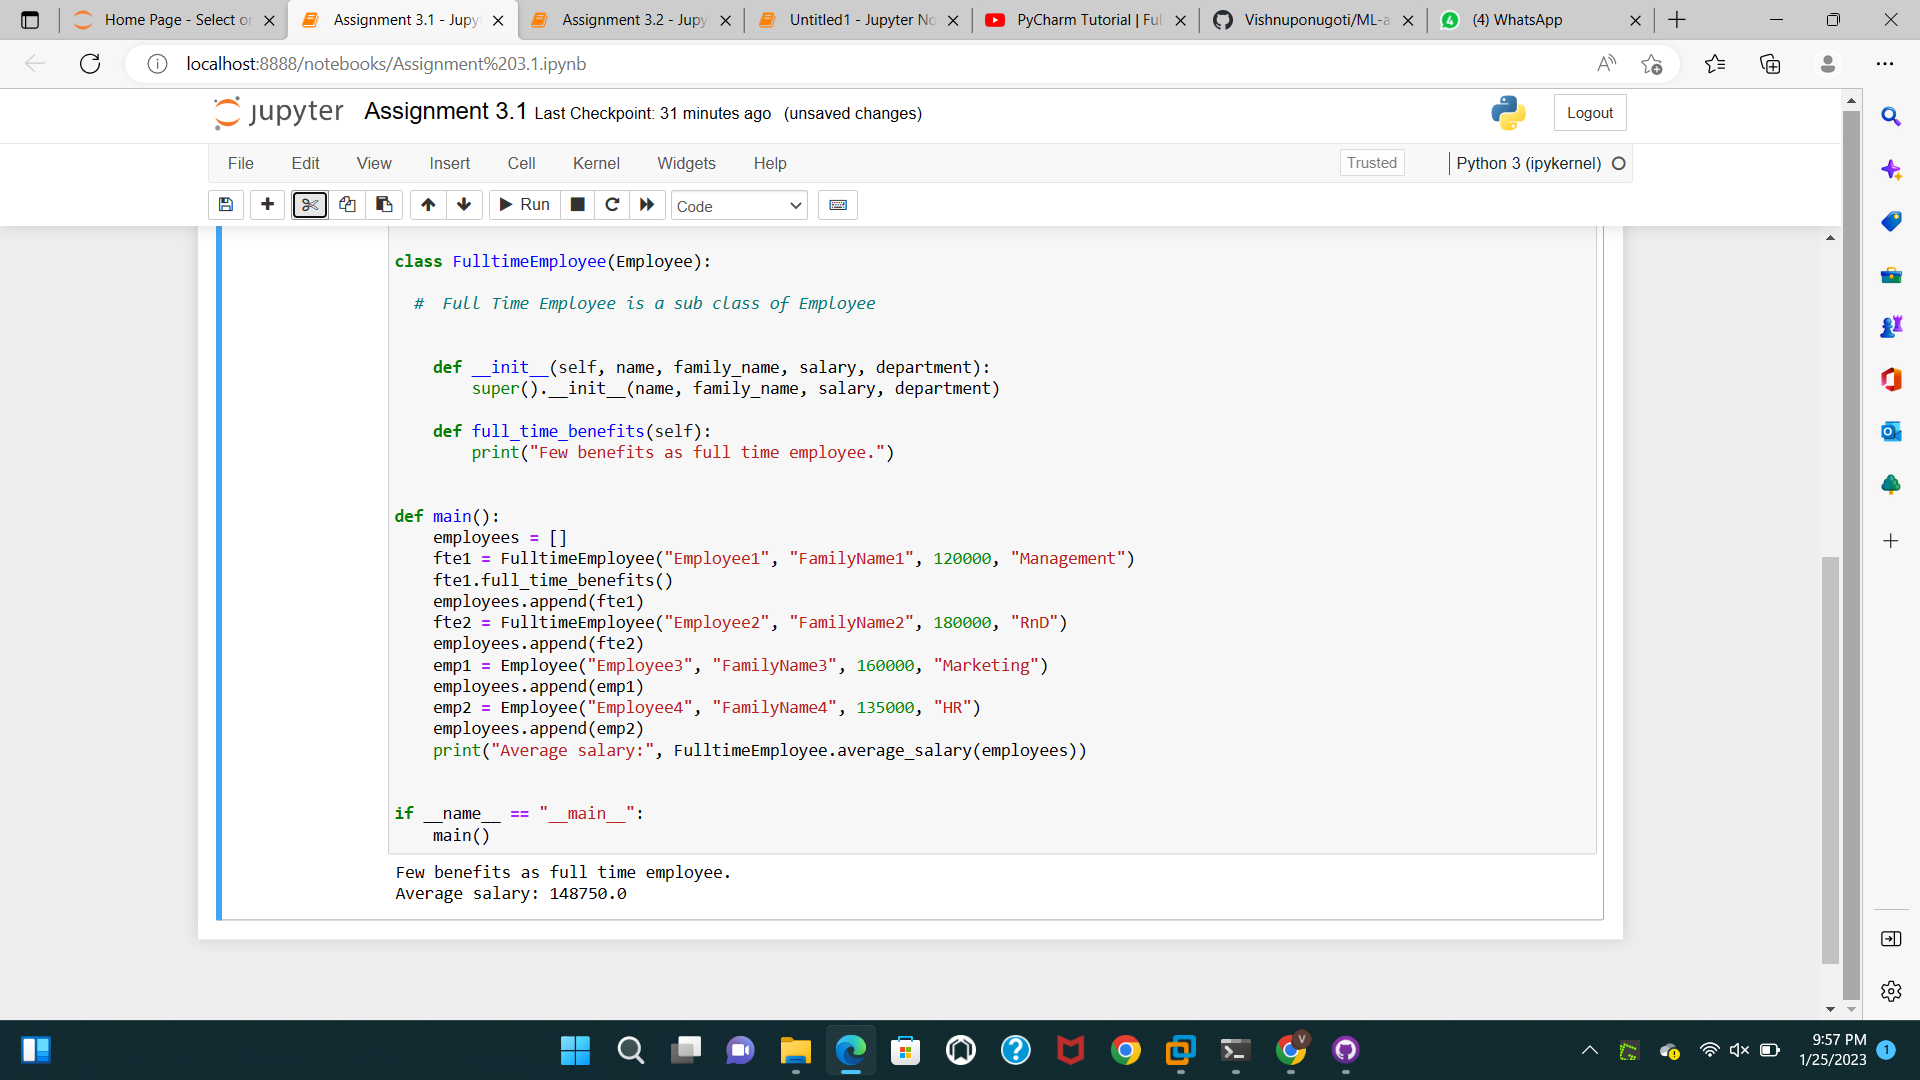 Home Page - Select or
Assignment 3.1 - Jupy
Assignment 3.2 - Jupy
Untitled1 - Jupyter No
PyCharm Tutorial | Ful
Vishnuponugoti/ML-a
(4) WhatsApp
localhost:8888/notebooks/Assignment%203.1.ipynb
jupyter Assignment 3.1 Last Checkpoint: 31 minutes ago (unsaved changes)
Logout
File Edit View Insert Cell Kernel Widgets Help
Trusted
Python 3 (ipykernel)
Run
Code
class FulltimeEmployee(Employee):
  #  Full Time Employee is a sub class of Employee
    def __init__(self, name, family_name, salary, department):
        super().__init__(name, family_name, salary, department)
    def full_time_benefits(self):
        print("Few benefits as full time employee.")
def main():
    employees = []
    fte1 = FulltimeEmployee("Employee1", "FamilyName1", 120000, "Management")
    fte1.full_time_benefits()
    employees.append(fte1)
    fte2 = FulltimeEmployee("Employee2", "FamilyName2", 180000, "RnD")
    employees.append(fte2)
    emp1 = Employee("Employee3", "FamilyName3", 160000, "Marketing")
    employees.append(emp1)
    emp2 = Employee("Employee4", "FamilyName4", 135000, "HR")
    employees.append(emp2)
    print("Average salary:", FulltimeEmployee.average_salary(employees))
if __name__ == "__main__":
    main()
Few benefits as full time employee.
Average salary: 148750.0
9:57 PM
1/25/2023
1